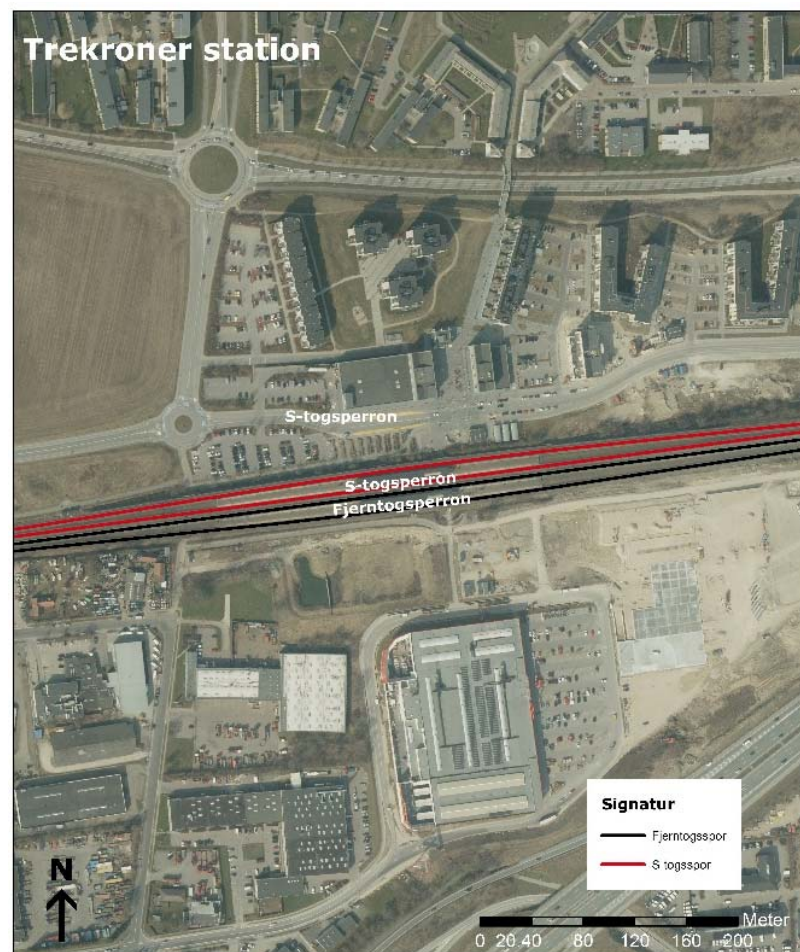 Trekroner station
S-togsperron
S-togsperron
Fjerntogsperron
Signatur
Fjerntogsspor
S togsspor
N
Meter
0 20 40 80 120 160 200